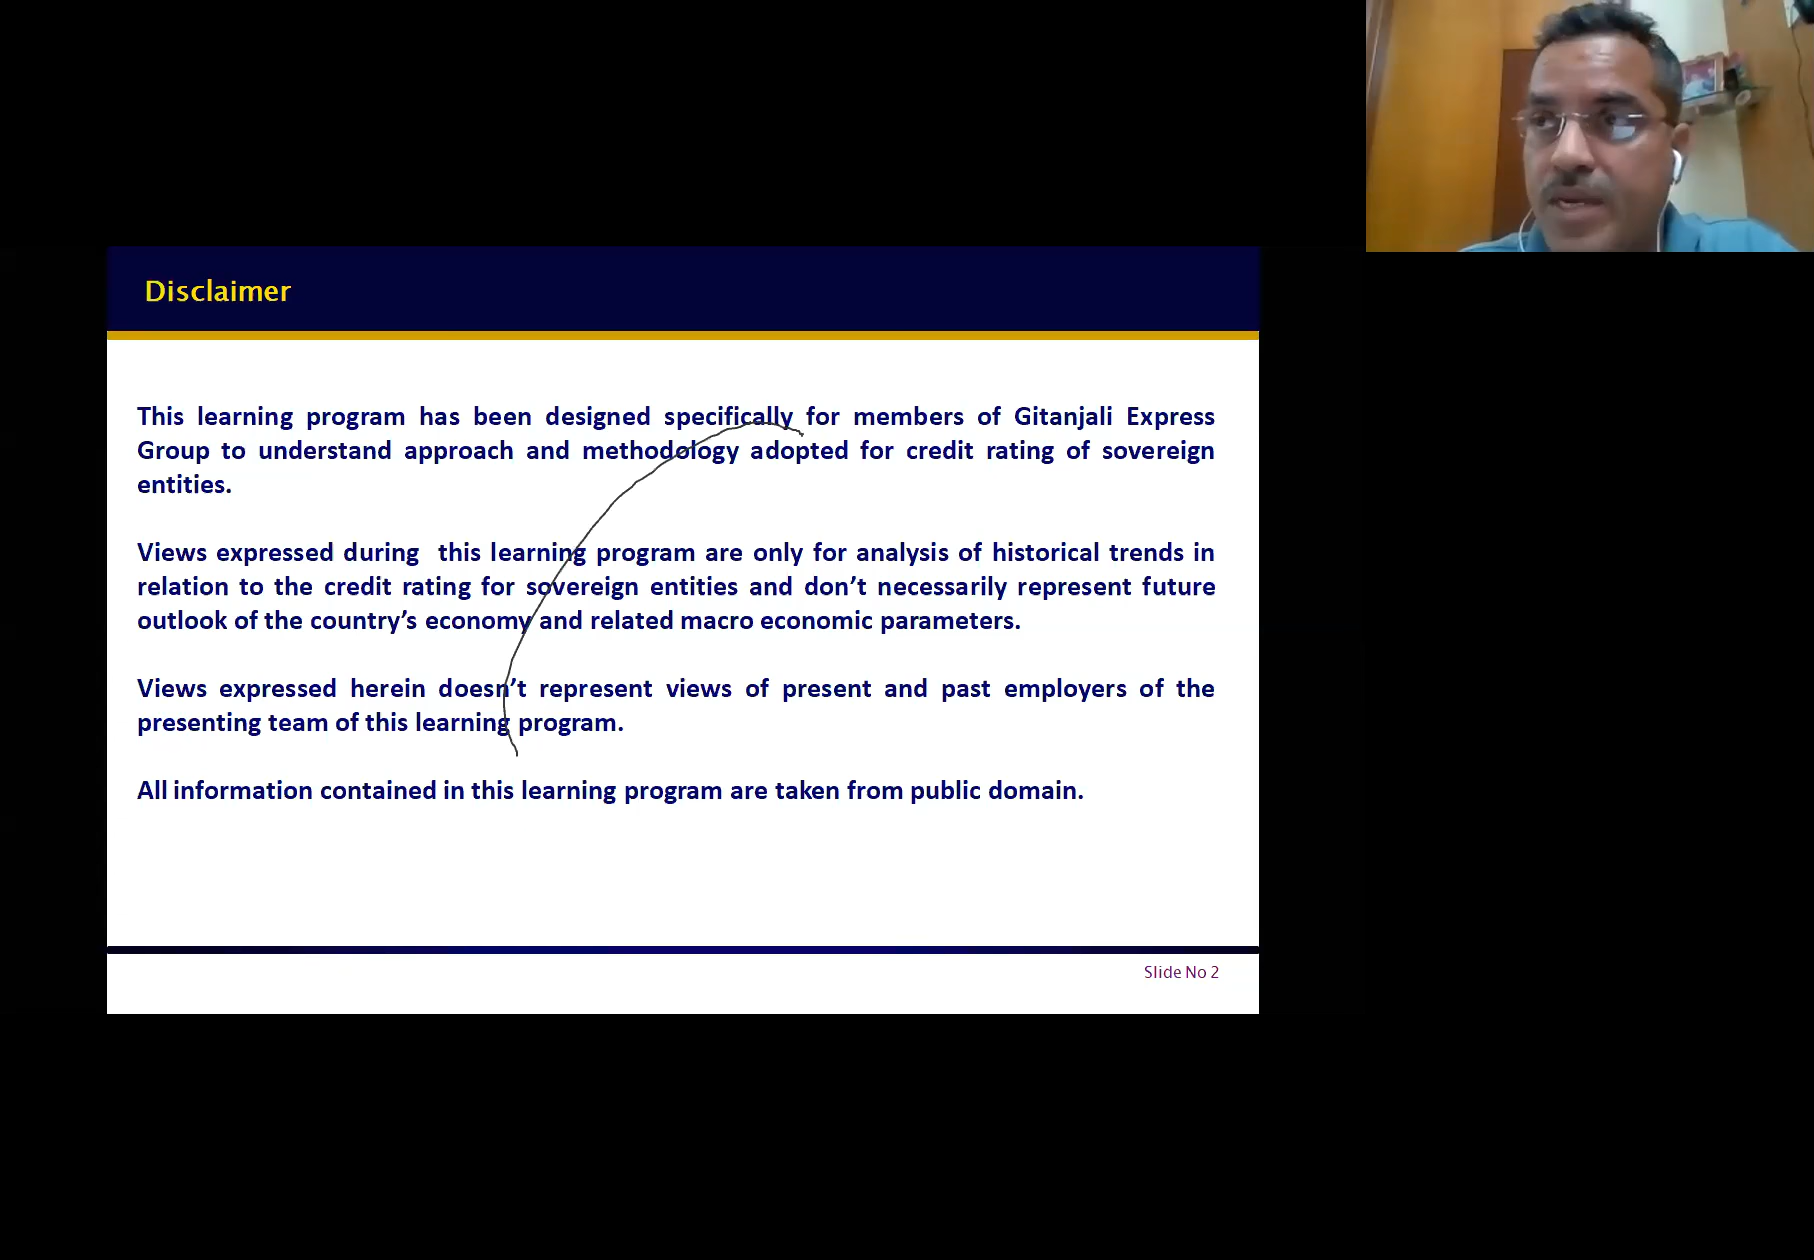 Disclaimer
This learning program has been designed specifically for members of Gitanjali Express
Group to understand approach and methodology adopted for credit rating of sovereign
entities.
Views expressed during  this learning program are only for analysis of historical trends in
relation to the credit rating for sovereign entities and don’t necessarily represent future
outlook of the country’s economy and related macro economic parameters.
Views expressed herein doesn’t represent views of present and past employers of the
presenting team of this learning program.
All information contained in this learning program are taken from public domain.
Slide No 2